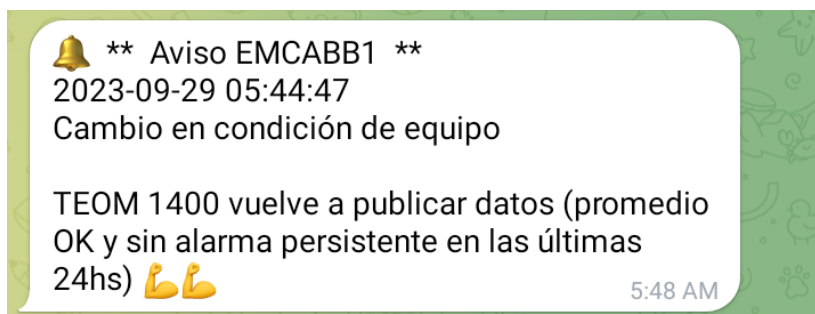 🔔 ** Aviso EMCABB1 **
2023-09-29 05:44:47
Cambio en condición de equipo
TEOM 1400 vuelve a publicar datos (promedio
OK y sin alarma persistente en las últimas
24hs) 💪💪
5:48 AM